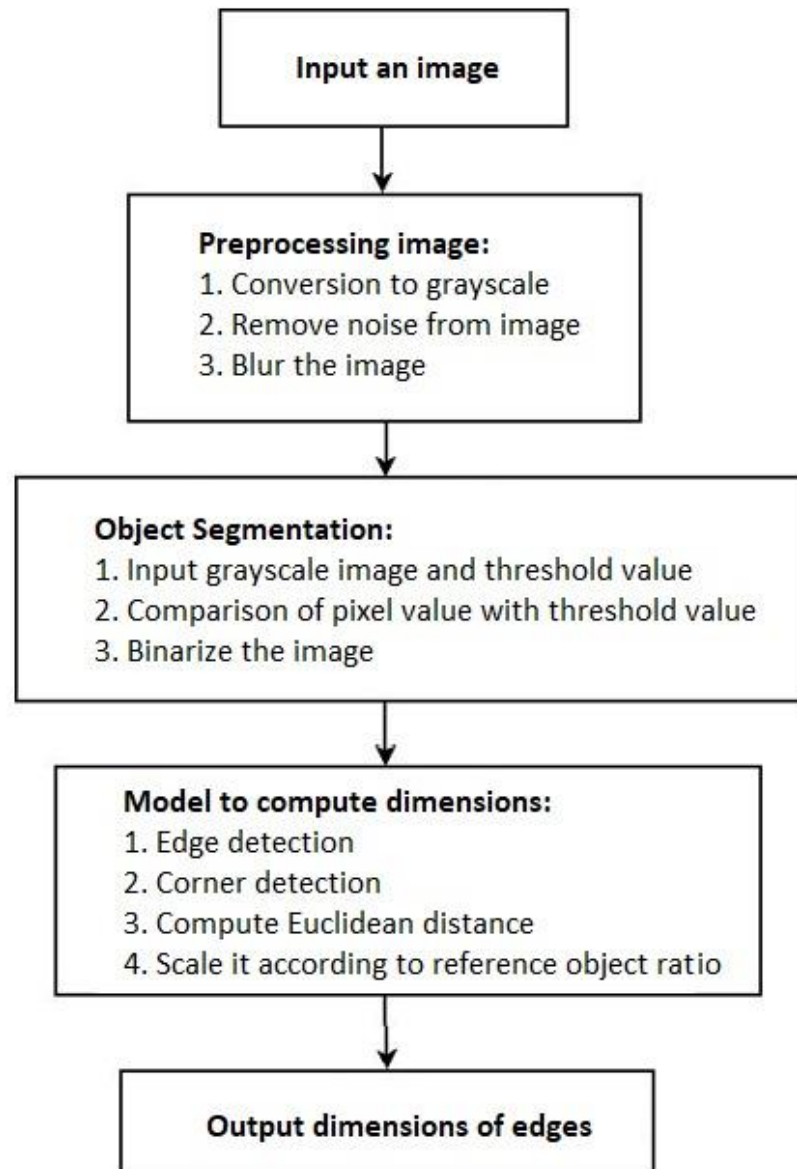 Input an image
Preprocessing image:
1. Conversion to grayscale
2. Remove noise from image
3. Blur the image
Object Segmentation:
1. Input grayscale image and threshold value
2. Comparison of pixel value with threshold value
3. Binarize the image
Model to compute dimensions:
1. Edge detection
2. Corner detection
3. Compute Euclidean distance
4. Scale it according to reference object ratio
Output dimensions of edges